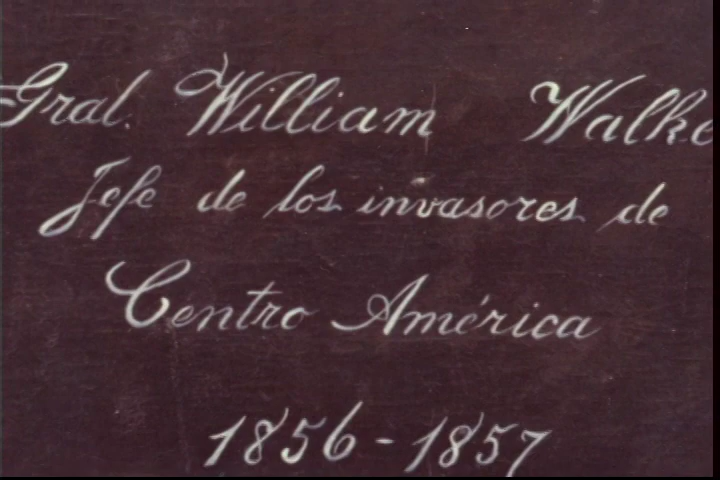 Gral. William Walke
Jefe de los invasores de
Centro América
1856-1857